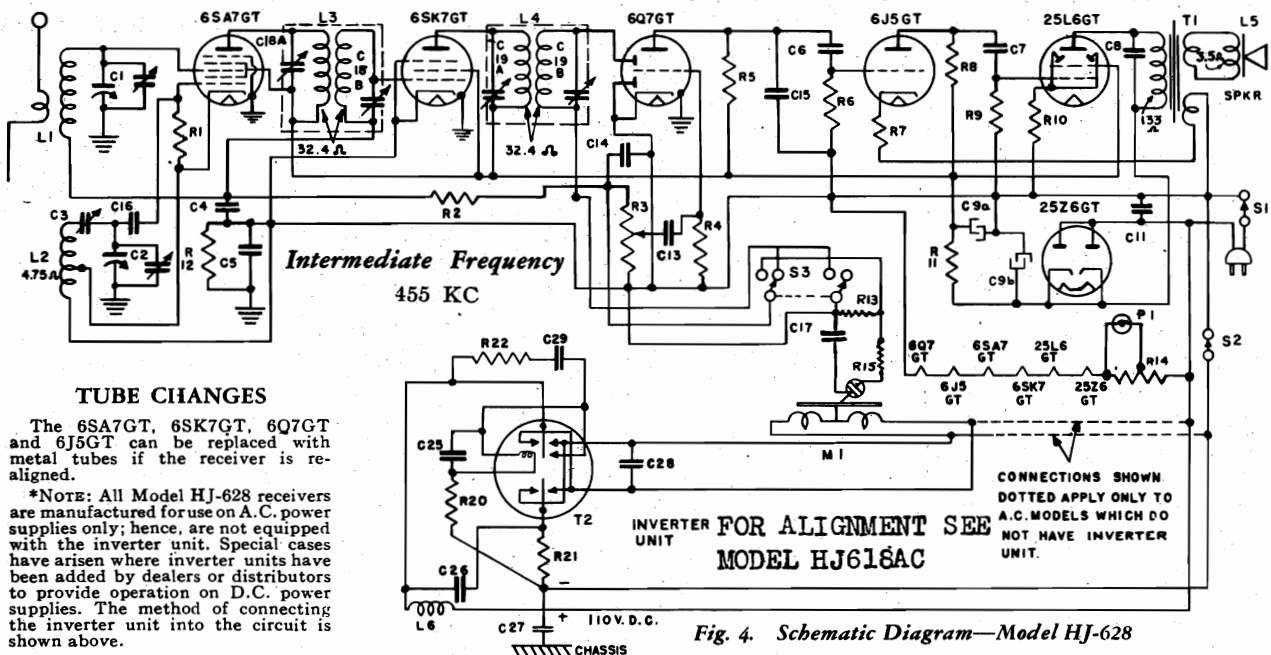 6SA7GT
L3
6SK7GT
L4
6Q7GT
6J5GT
25L6GT
T1
L5
C18A
C
18
B
C
19
A
C
19
B
C6
C7
C8
3.5Ω
SPKR
C1
L1
R1
R5
C15
R6
R8
R7
R9
R10
133
Ω
32.4 Ω
32.4 Ω
C14
C3
C16
C4
R2
R3
R4
C13
C9a
25Z6GT
C11
S1
L2
4.75Ω
C2
R
12
C5
Intermediate Frequency
455 KC
S3
R
11
C9b
R13
C17
R15
P1
S2
R14
6Q7
GT
6SA7
GT
25L6
GT
6J5
GT
6SK7
GT
25Z6
GT
R22
C29
TUBE CHANGES
The 6SA7GT, 6SK7GT, 6Q7GT
and 6J5GT can be replaced with
metal tubes if the receiver is re-
aligned.
*NOTE: All Model HJ-628 receivers
are manufactured for use on A.C. power
supplies only; hence, are not equipped
with the inverter unit. Special cases
have arisen where inverter units have
been added by dealers or distributors
to provide operation on D.C. power
supplies. The method of connecting
the inverter unit into the circuit is
shown above.
C25
C28
M1
R20
T2
CONNECTIONS SHOWN
DOTTED APPLY ONLY TO
A.C. MODELS WHICH DO
NOT HAVE INVERTER
UNIT.
INVERTER
UNIT
FOR ALIGNMENT SEE
MODEL HJ618AC
R21
C26
L6
−
+
110V. D.C.
C27
CHASSIS
Fig. 4. Schematic Diagram—Model HJ-628